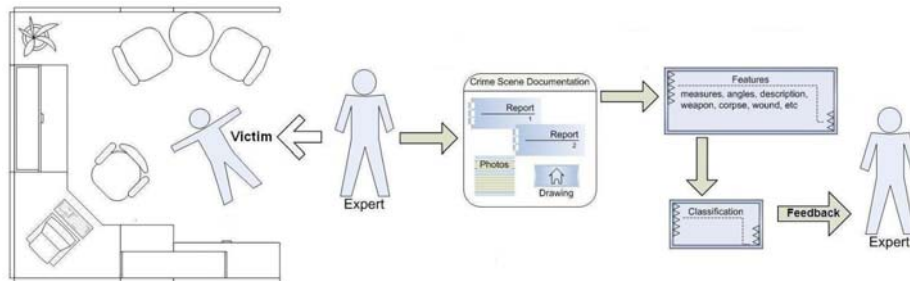 Victim
Expert
Crime Scene Documentation
Report
1
Report
2
Photos
Drawing
Features
measures, angles, description,
weapon, corpse, wound, etc
Classification
Feedback
Expert